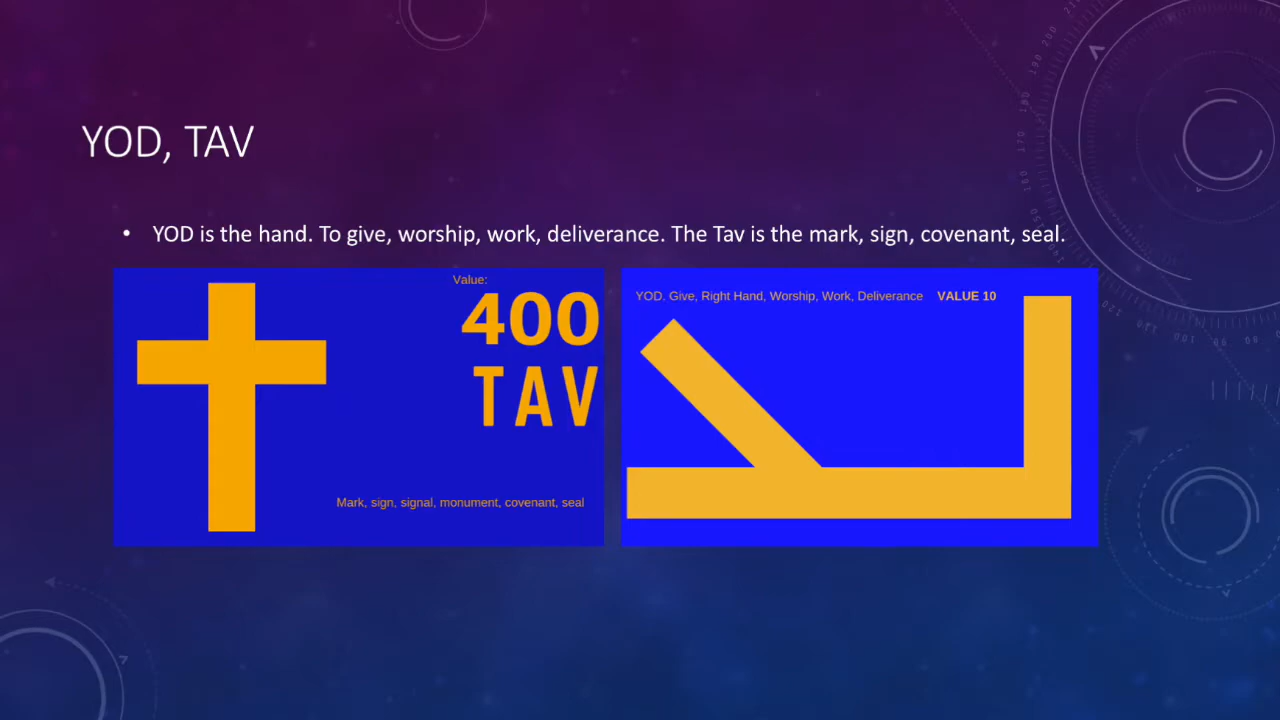 YOD, TAV
• YOD is the hand. To give, worship, work, deliverance. The Tav is the mark, sign, covenant, seal.
Value:
400
TAV
Mark, sign, signal, monument, covenant, seal
YOD. Give, Right Hand, Worship, Work, Deliverance VALUE 10